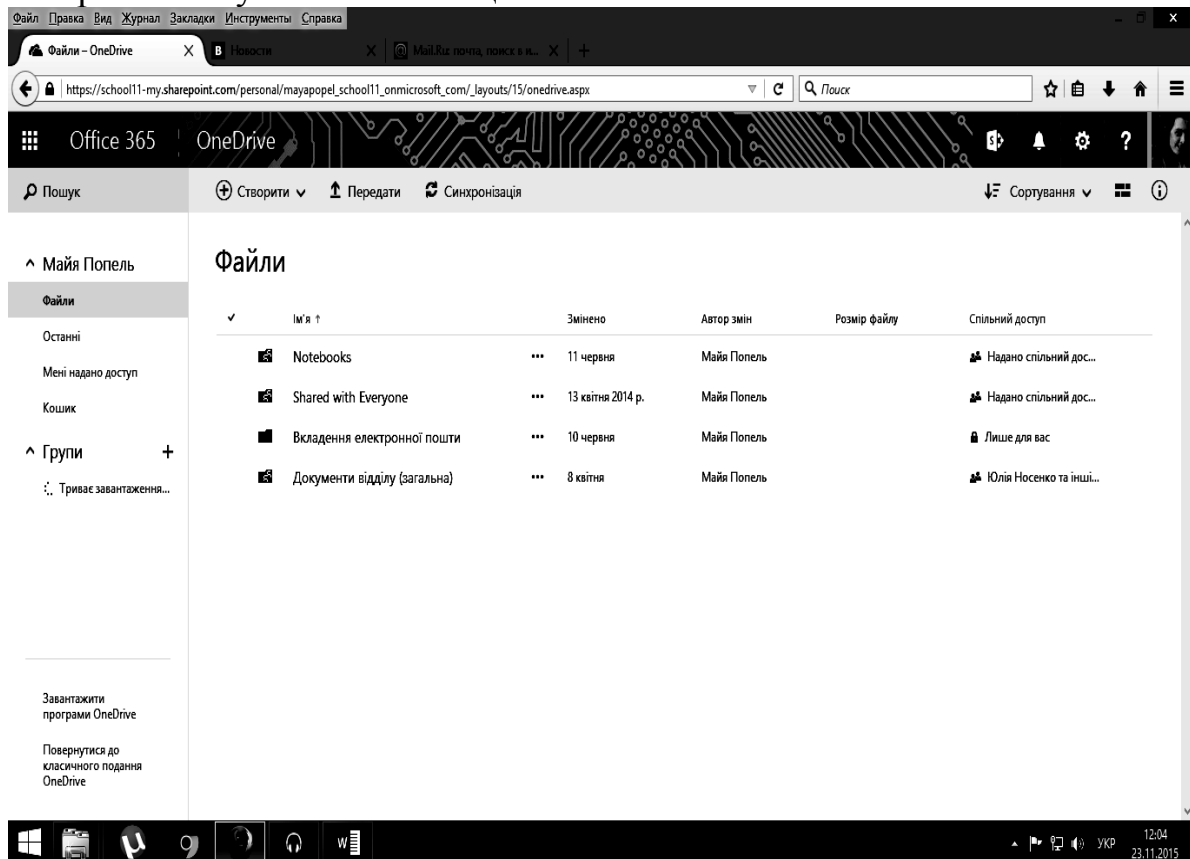 Файл Правка Вид Журнал Закладки Инструменты Справка
Файли – OneDrive
Новости
Mail.Ru: почта, поиск в и...
https://school11-my.sharepoint.com/personal/mayapopel_school11_onmicrosoft_com/_layouts/15/onedrive.aspx
Поиск
Office 365 OneDrive
Пошук
Створити Передати Синхронізація Сортування
Майя Попель
Файли
Останні
Мені надано доступ
Кошик
Групи +
Триває завантаження...
Завантажити
програми OneDrive
Повернутися до
класичного подання
OneDrive
Файли
Ім'я ↑ Змінено Автор змін Розмір файлу Спільний доступ
Notebooks ... 11 червня Майя Попель Надано спільний дос...
Shared with Everyone ... 13 квітня 2014 р. Майя Попель Надано спільний дос...
Вкладення електронної пошти ... 10 червня Майя Попель Лише для вас
Документи відділу (загальна) ... 8 квітня Майя Попель Юлія Носенко та інші...
УКР 12:04
23.11.2015